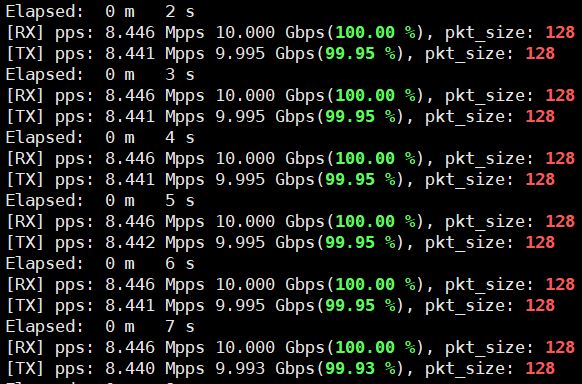 Elapsed:  0 m   2 s
[RX] pps: 8.446 Mpps 10.000 Gbps(100.00 %), pkt_size: 128
[TX] pps: 8.441 Mpps 9.995 Gbps(99.95 %), pkt_size: 128
Elapsed:  0 m   3 s
[RX] pps: 8.446 Mpps 10.000 Gbps(100.00 %), pkt_size: 128
[TX] pps: 8.441 Mpps 9.995 Gbps(99.95 %), pkt_size: 128
Elapsed:  0 m   4 s
[RX] pps: 8.446 Mpps 10.000 Gbps(100.00 %), pkt_size: 128
[TX] pps: 8.441 Mpps 9.995 Gbps(99.95 %), pkt_size: 128
Elapsed:  0 m   5 s
[RX] pps: 8.446 Mpps 10.000 Gbps(100.00 %), pkt_size: 128
[TX] pps: 8.442 Mpps 9.995 Gbps(99.95 %), pkt_size: 128
Elapsed:  0 m   6 s
[RX] pps: 8.446 Mpps 10.000 Gbps(100.00 %), pkt_size: 128
[TX] pps: 8.441 Mpps 9.995 Gbps(99.95 %), pkt_size: 128
Elapsed:  0 m   7 s
[RX] pps: 8.446 Mpps 10.000 Gbps(100.00 %), pkt_size: 128
[TX] pps: 8.440 Mpps 9.993 Gbps(99.93 %), pkt_size: 128